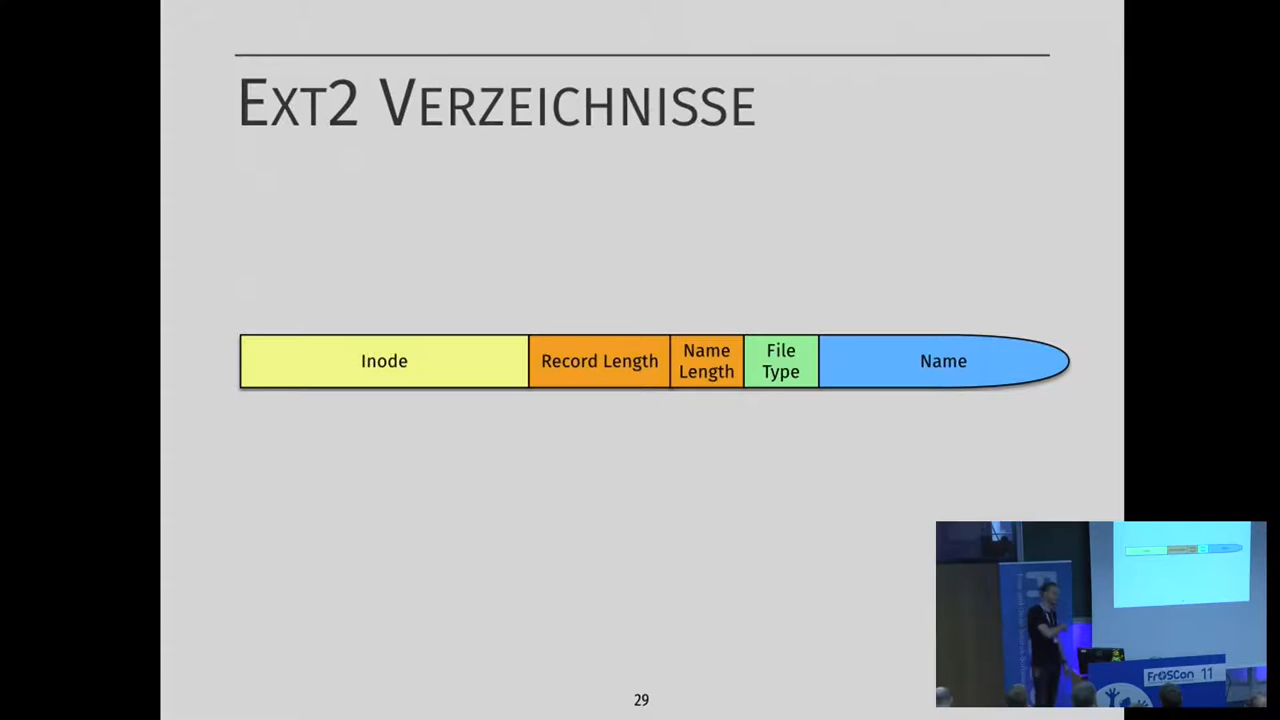 EXT2 VERZEICHNISSE
Inode
Record Length
Name
Length
File
Type
Name
29
FrOSCon 11